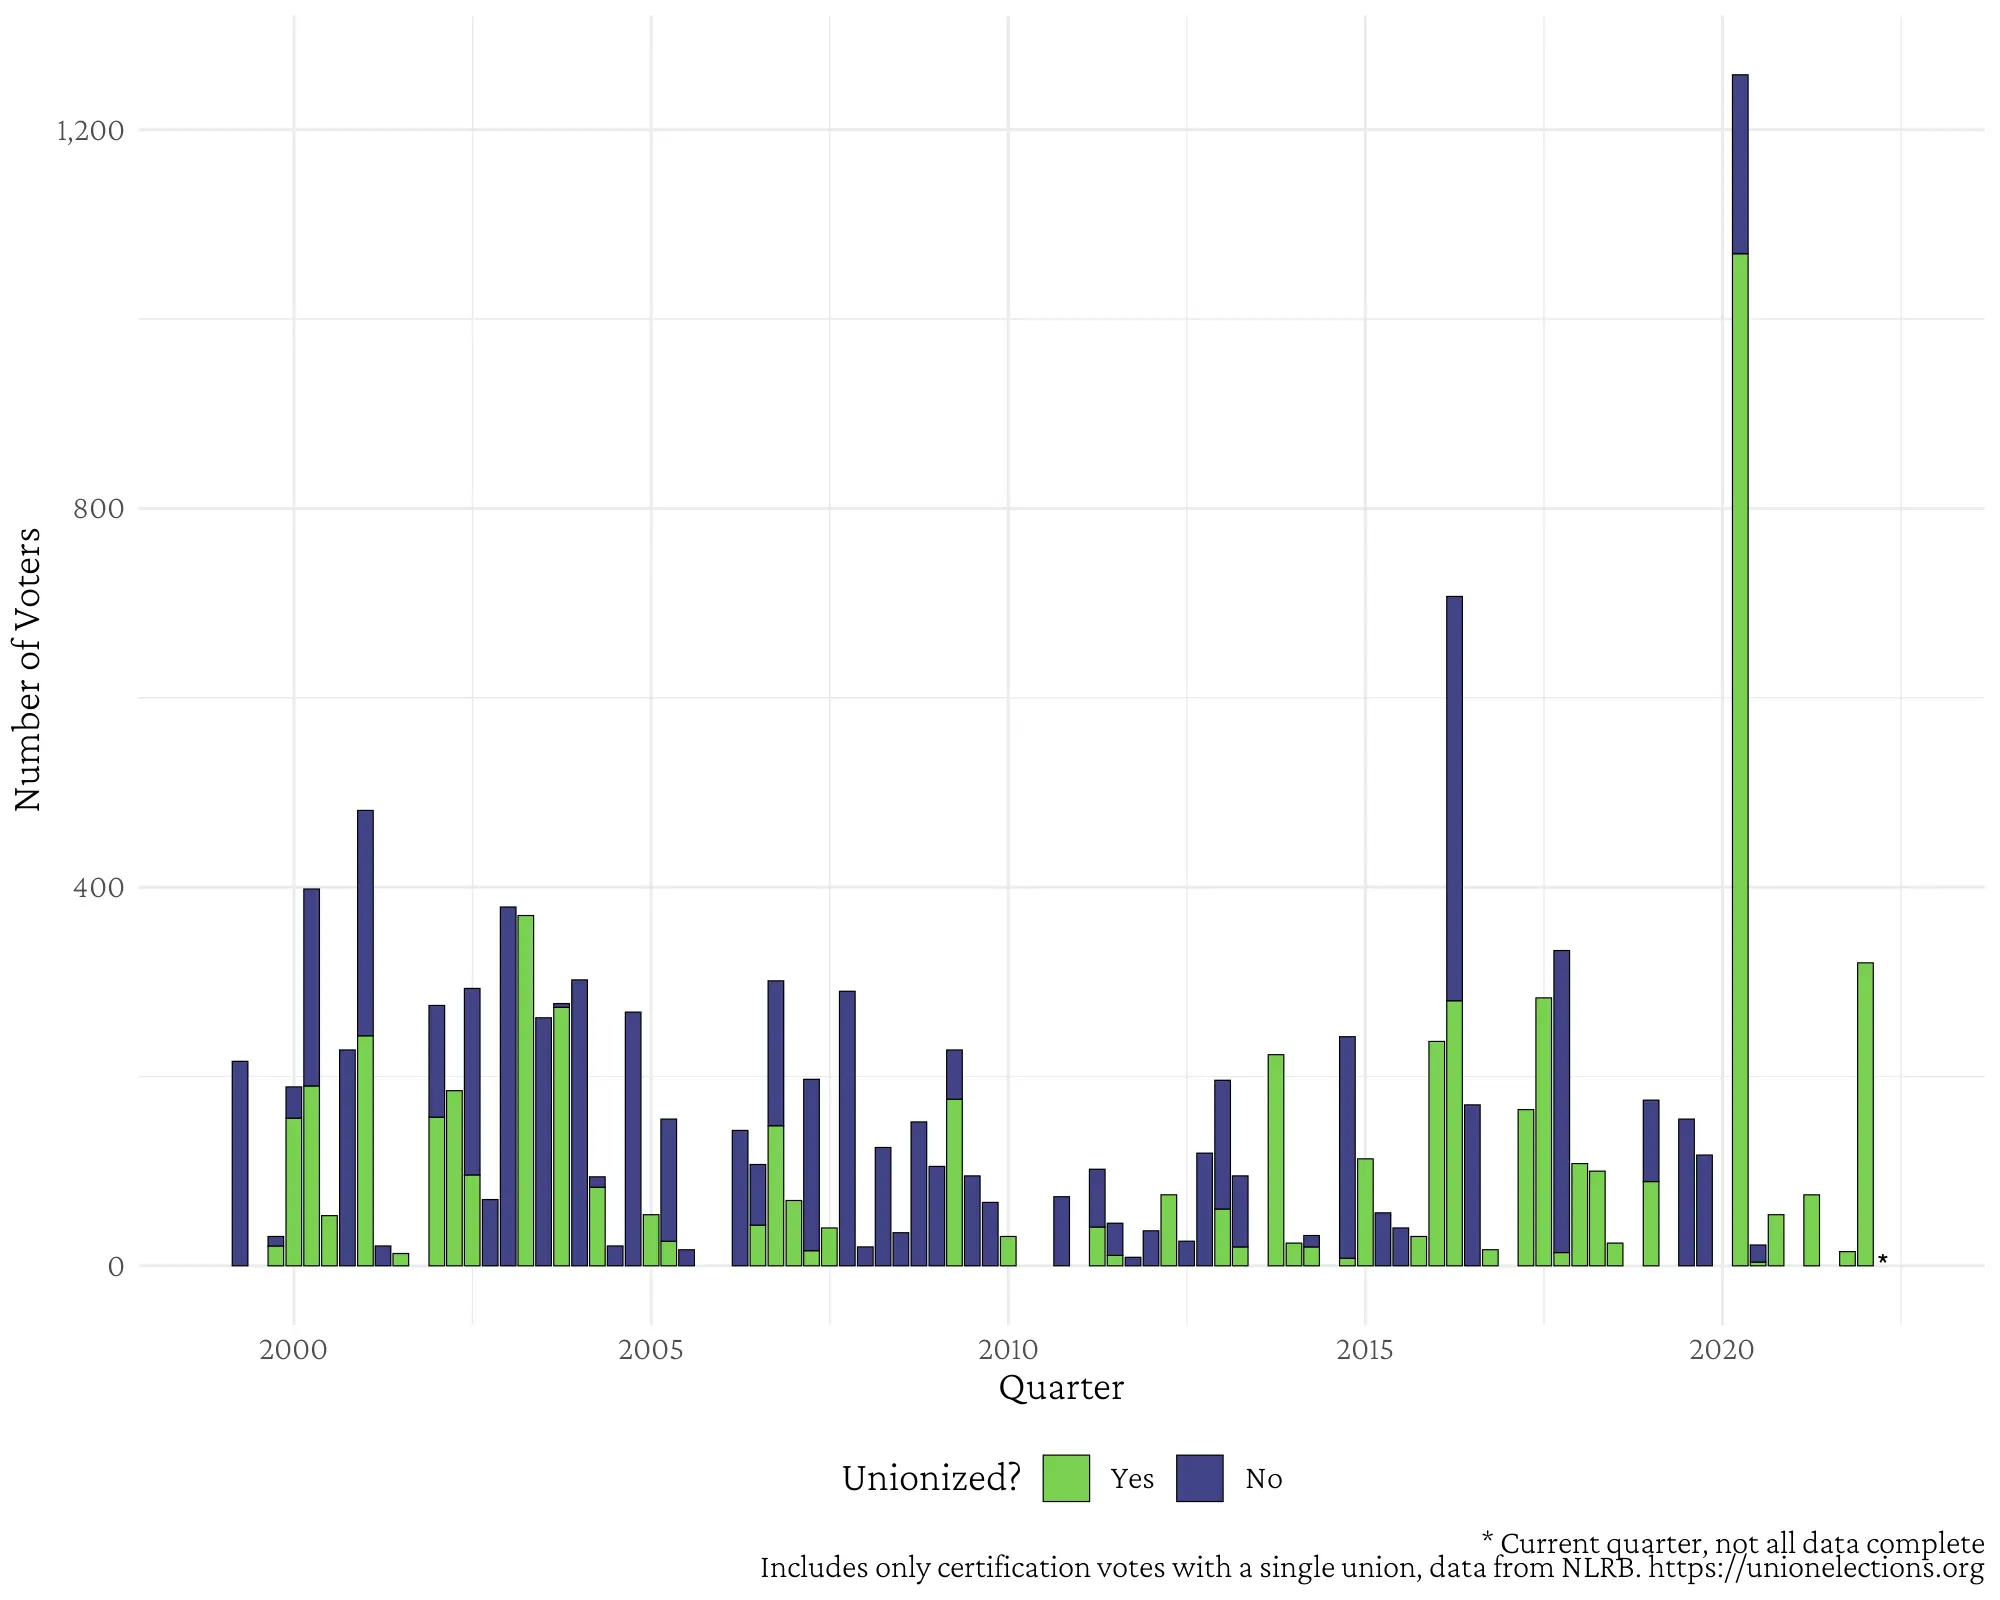 1,200
800
400
0
Number of Voters
*
2000 2005 2010 2015 2020
Quarter
Unionized? Yes No
* Current quarter, not all data complete
Includes only certification votes with a single union, data from NLRB. https://unionelections.org